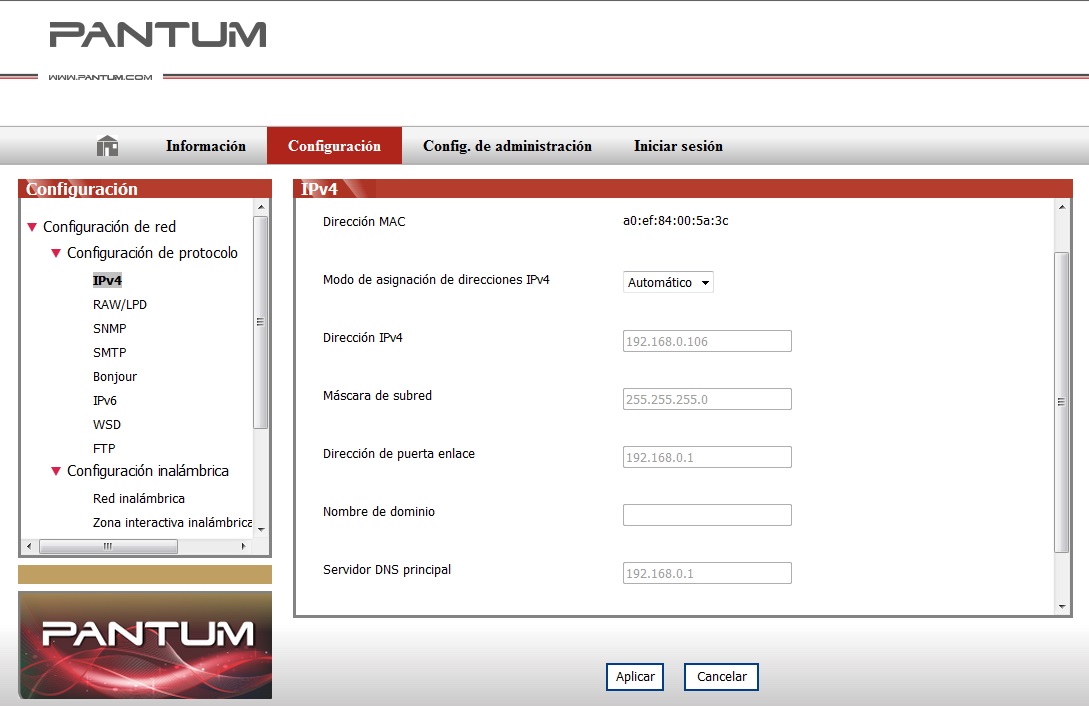 PANTUM
WWW.PANTUM.COM
Información
Configuración
Config. de administración
Iniciar sesión
Configuración
Configuración de red
Configuración de protocolo
IPv4
RAW/LPD
SNMP
SMTP
Bonjour
IPv6
WSD
FTP
Configuración inalámbrica
Red inalámbrica
Zona interactiva inalámbrica
PANTUM
IPv4
Dirección MAC a0:ef:84:00:5a:3c
Modo de asignación de direcciones IPv4 Automático
Dirección IPv4 192.168.0.106
Máscara de subred 255.255.255.0
Dirección de puerta enlace 192.168.0.1
Nombre de dominio
Servidor DNS principal 192.168.0.1
Aplicar Cancelar